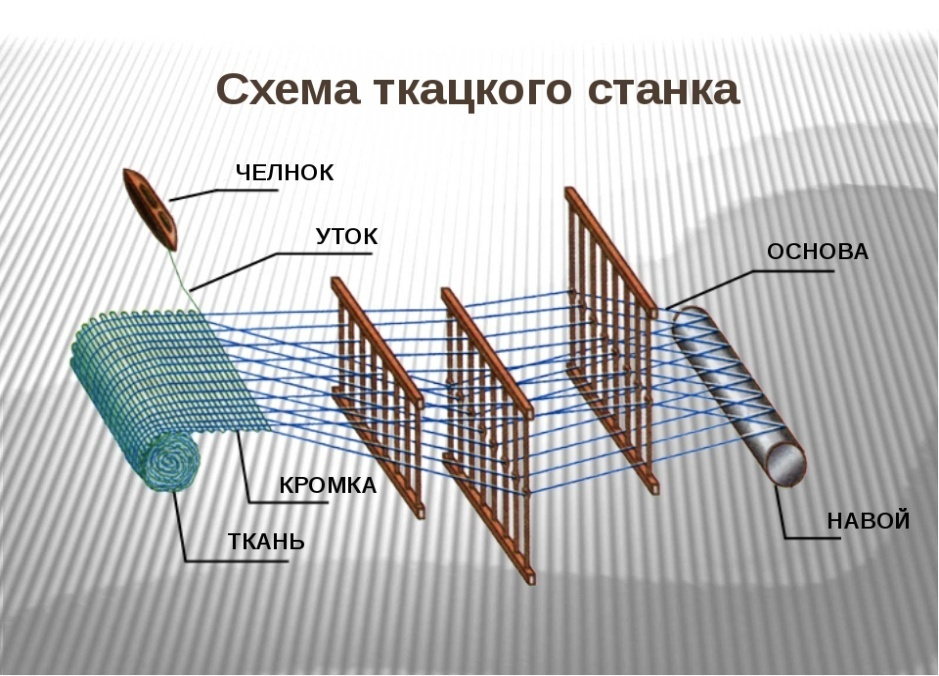 Схема ткацкого станка
ЧЕЛНОК
УТОК
ОСНОВА
КРОМКА
НАВОЙ
ТКАНЬ